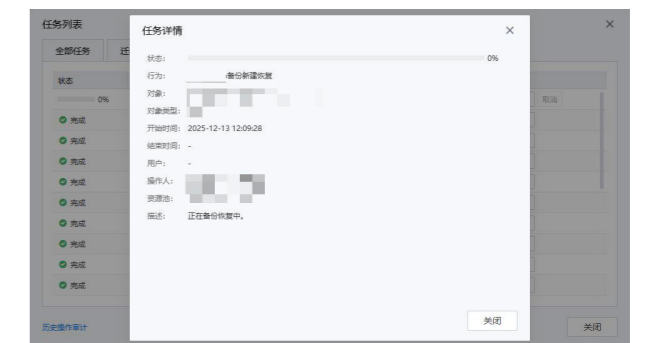 任务列表
×
全部任务
迁
状态
0%
取消
完成
完成
完成
完成
完成
完成
完成
完成
完成
历史操作审计
关闭
任务详情
×
状态:
0%
行为: 备份新建恢复
对象:
对象类型:
开始时间: 2025-12-13 12:09:28
结束时间: -
用户: -
操作人:
资源池:
描述: 正在备份恢复中。
关闭